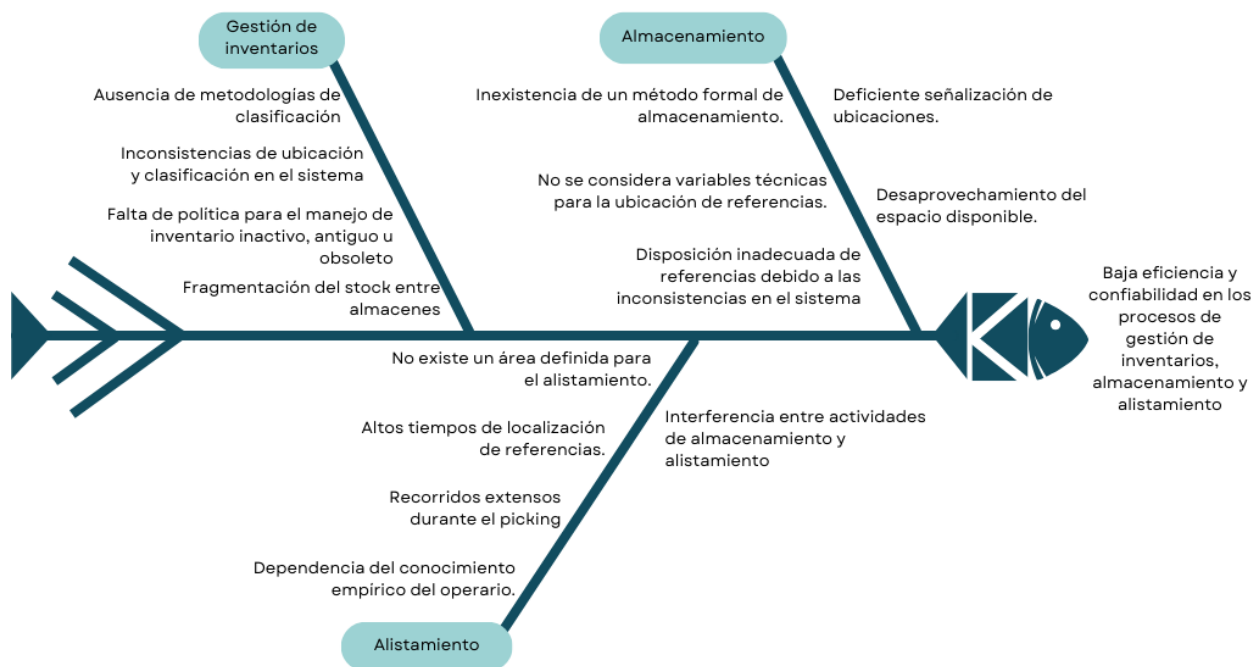 Gestión de
inventarios
Ausencia de metodologías de
clasificación
Inconsistencias de ubicación
y clasificación en el sistema
Falta de política para el manejo de
inventario inactivo, antiguo u
obsoleto
Fragmentación del stock entre
almacenes
Almacenamiento
Inexistencia de un método formal de
almacenamiento.
No se considera variables técnicas
para la ubicación de referencias.
Disposición inadecuada de
referencias debido a las
inconsistencias en el sistema
Deficiente señalización de
ubicaciones.
Desaprovechamiento del
espacio disponible.
Baja eficiencia y
confiabilidad en los
procesos de
gestión de
inventarios,
almacenamiento y
alistamiento
No existe un área definida para
el alistamiento.
Altos tiempos de localización
de referencias.
Recorridos extensos
durante el picking
Dependencia del conocimiento
empírico del operario.
Interferencia entre actividades
de almacenamiento y
alistamiento
Alistamiento